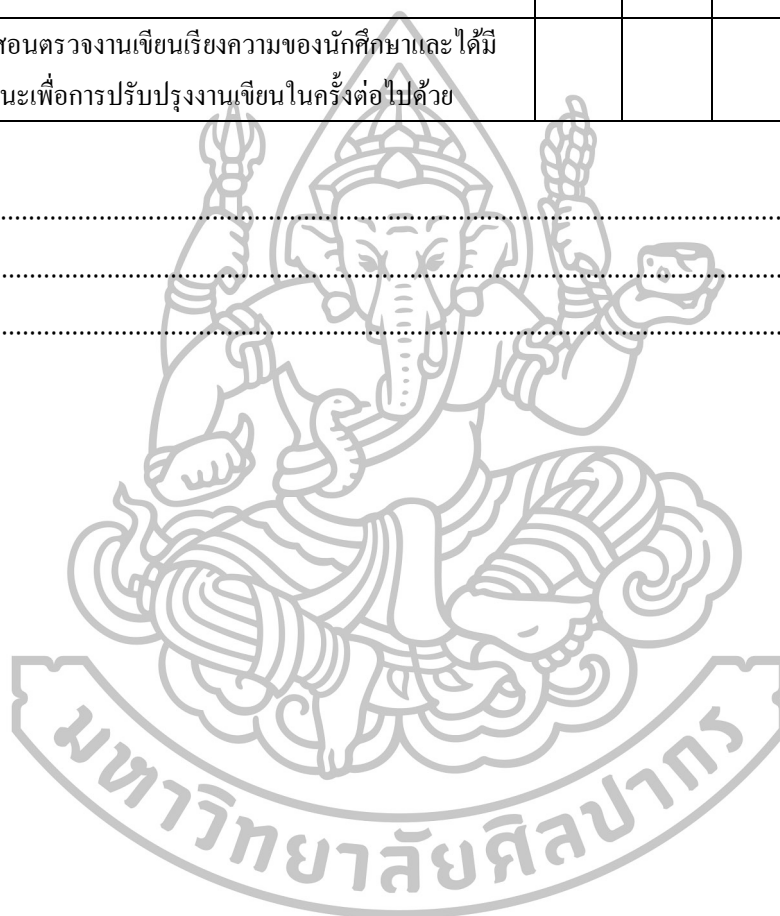 สอนตรวจงานเขียนเรียงความของนักศึกษาและได้มี
นะเพื่อการปรับปรุงงานเขียนในครั้งต่อไปด้วย
มหาวิทยาลัยศิลปากร